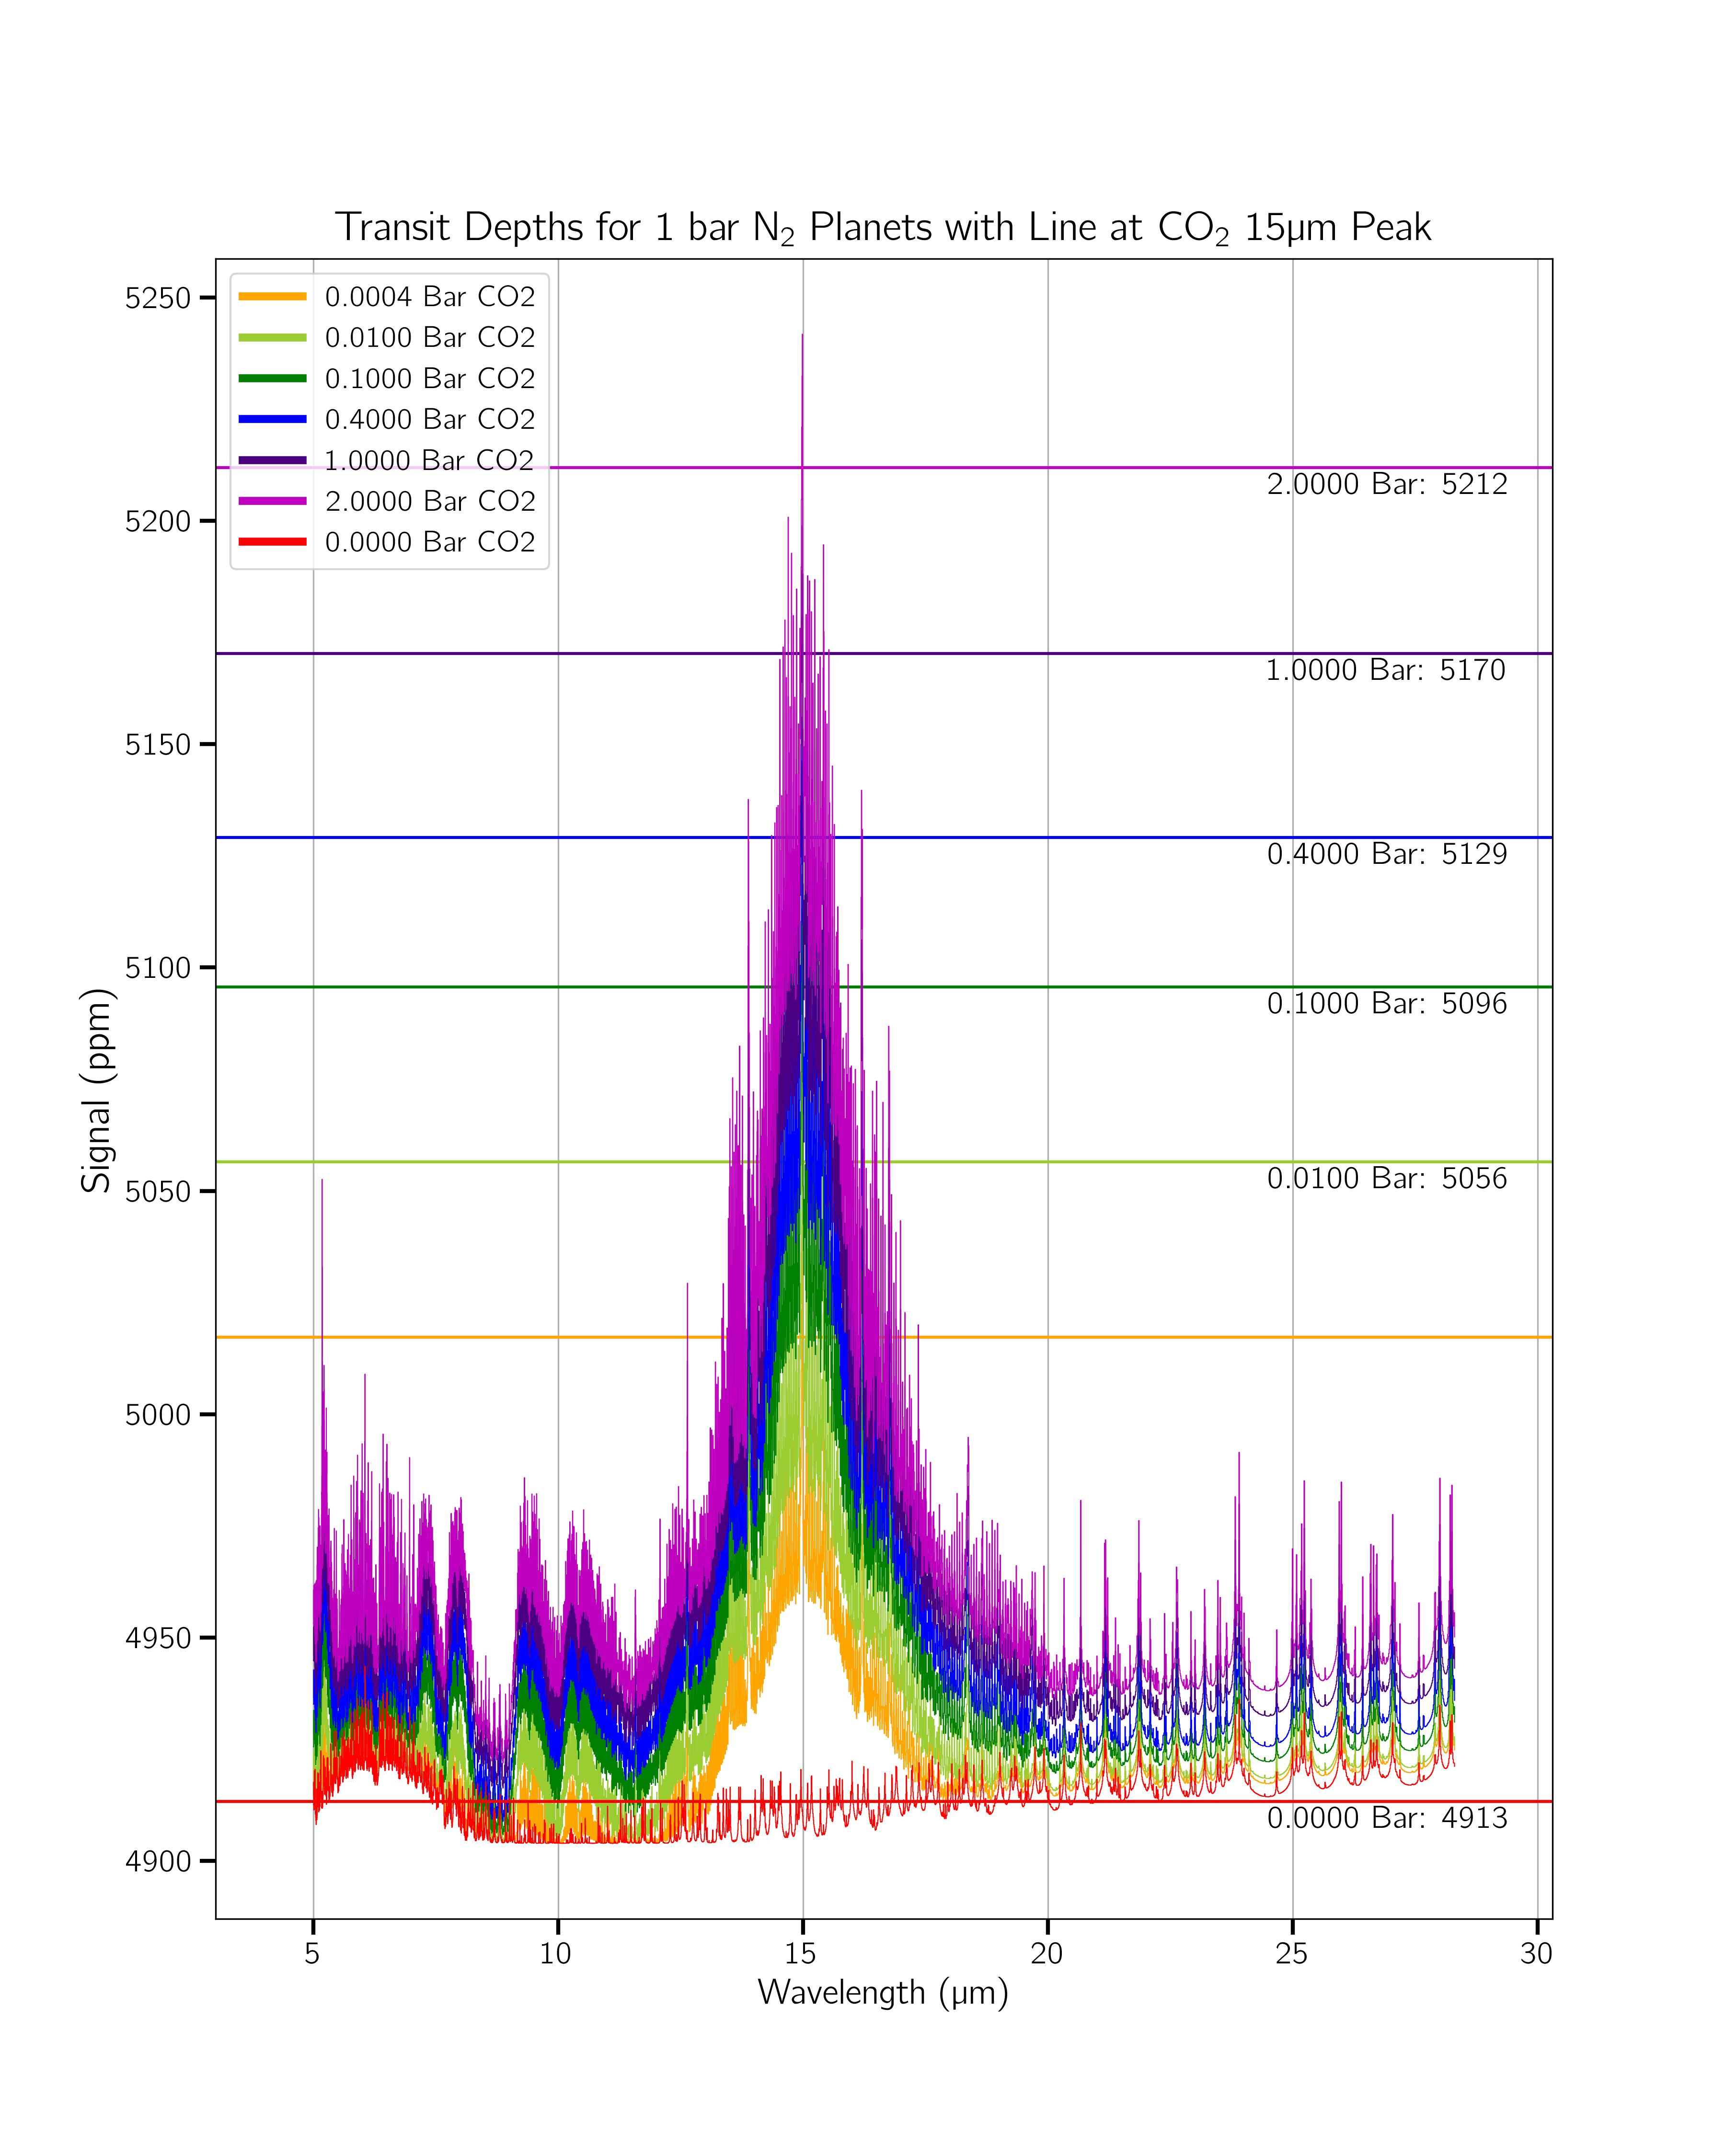 Transit Depths for 1 bar N₂ Planets with Line at CO₂ 15µm Peak
5250
5200
5150
5100
5050
5000
4950
4900
Signal (ppm)
0.0004 Bar CO2
0.0100 Bar CO2
0.1000 Bar CO2
0.4000 Bar CO2
1.0000 Bar CO2
2.0000 Bar CO2
0.0000 Bar CO2
2.0000 Bar: 5212
1.0000 Bar: 5170
0.4000 Bar: 5129
0.1000 Bar: 5096
0.0100 Bar: 5056
0.0000 Bar: 4913
5 10 15 20 25 30
Wavelength (µm)